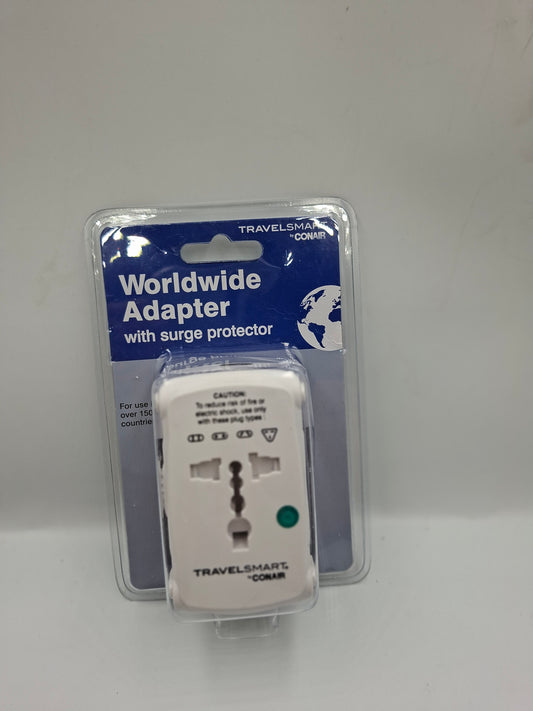 TRAVELSMART
by CONAIR
Worldwide
Adapter
with surge protector
For use
over 150
countries
CAUTION:
To reduce risk of fire or
electric shock, use only
with these plug types:
TRAVELSMART
by CONAIR